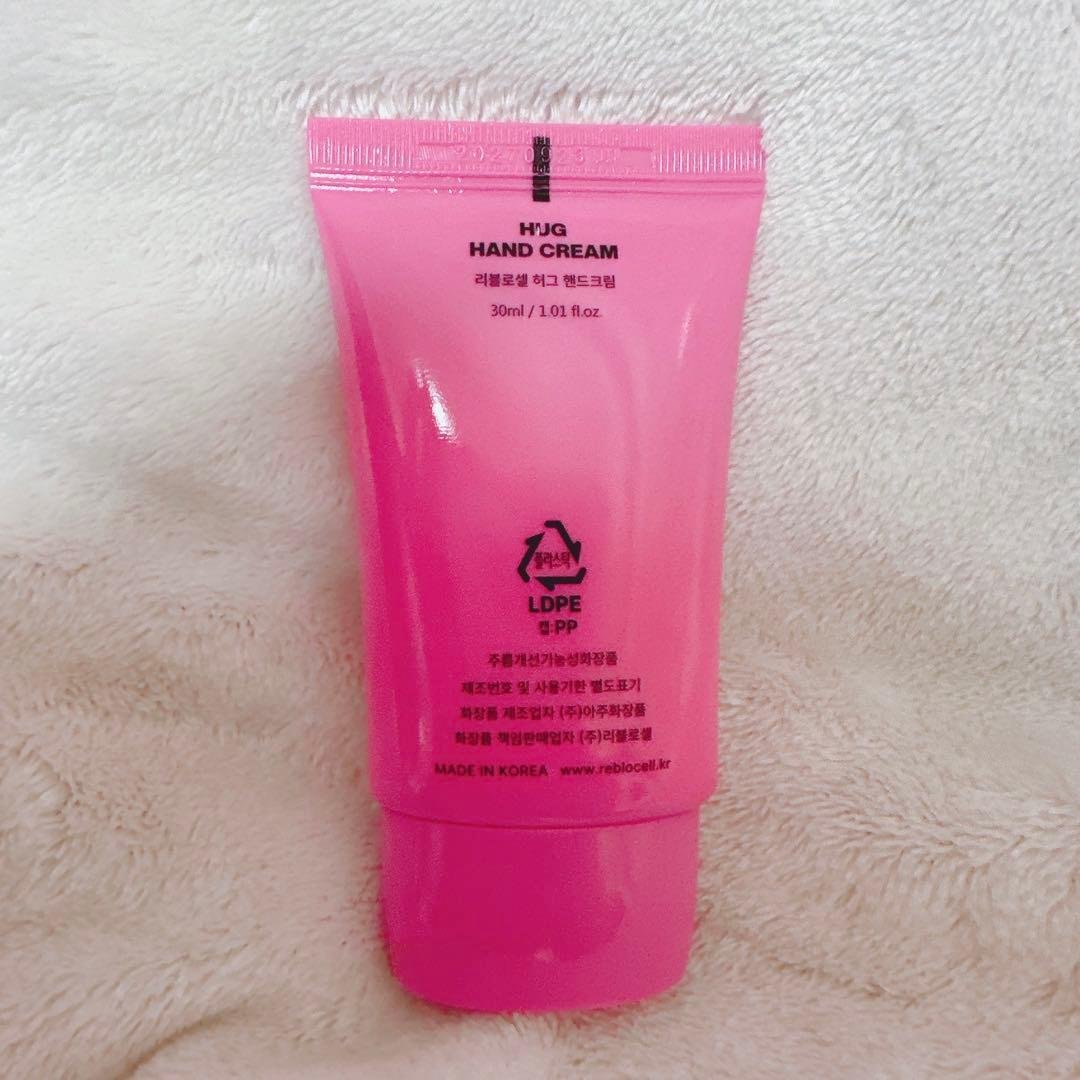 HUG
HAND CREAM
리블로셀 허그 핸드크림
30ml / 1.01 fl.oz.
플라스틱
LDPE
캡:PP
주름개선기능성화장품
제조번호 및 사용기한 별도표기
화장품 제조업자 (주)아주화장품
화장품 책임판매업자 (주)리블로셀
MADE IN KOREA www.reblocell.kr